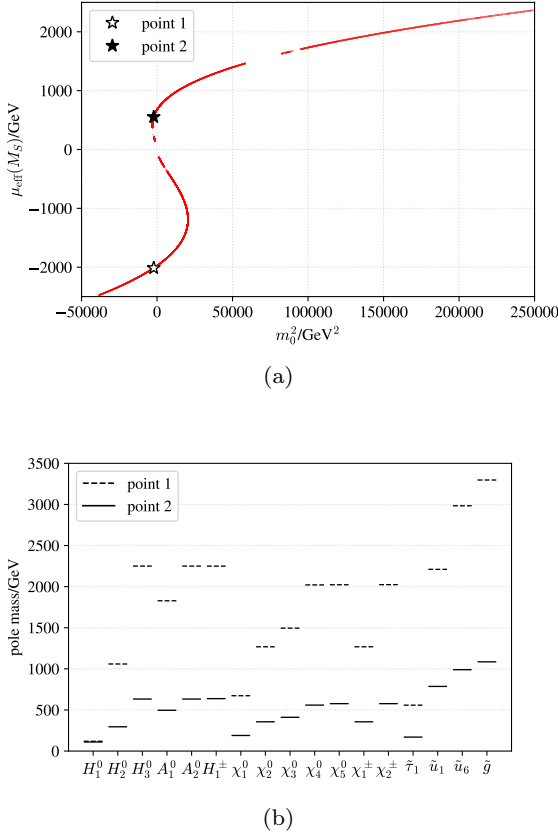 2000
1000
0
−1000
−2000
μeff(MS)/GeV
point 1
point 2
−50000 0 50000 100000 150000 200000 250000
m₀²/GeV²
(a)
3500
3000
2500
2000
1500
1000
500
0
pole mass/GeV
point 1
point 2
H₁⁰ H₂⁰ H₃⁰ A₁⁰ A₂⁰ H₁± χ₁⁰ χ₂⁰ χ₃⁰ χ₄⁰ χ₅⁰ χ₁± χ₂± τ̃₁ ũ₁ ũ₆ g̃
(b)